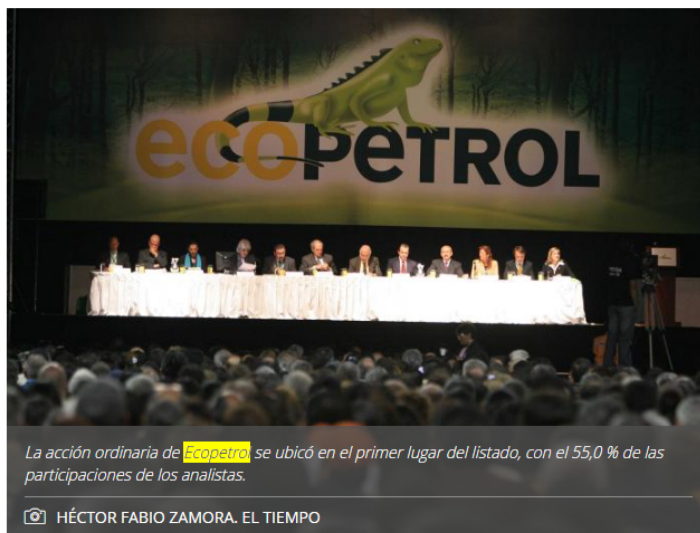 ecoPETROL
La acción ordinaria de Ecopetrol se ubicó en el primer lugar del listado, con el 55,0 % de las
participaciones de los analistas.
HÉCTOR FABIO ZAMORA. EL TIEMPO